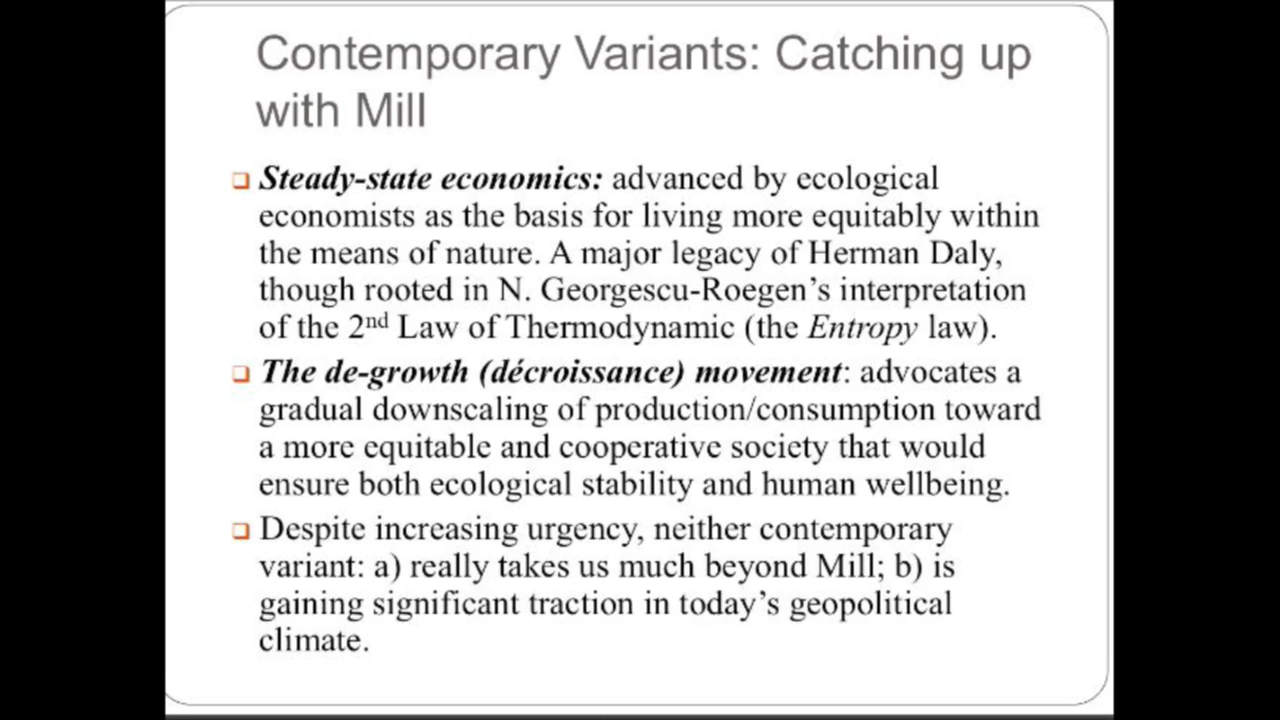 Contemporary Variants: Catching up
with Mill
Steady-state economics: advanced by ecological
economists as the basis for living more equitably within
the means of nature. A major legacy of Herman Daly,
though rooted in N. Georgescu-Roegen’s interpretation
of the 2nd Law of Thermodynamic (the Entropy law).
The de-growth (décroissance) movement: advocates a
gradual downscaling of production/consumption toward
a more equitable and cooperative society that would
ensure both ecological stability and human wellbeing.
Despite increasing urgency, neither contemporary
variant: a) really takes us much beyond Mill; b) is
gaining significant traction in today’s geopolitical
climate.